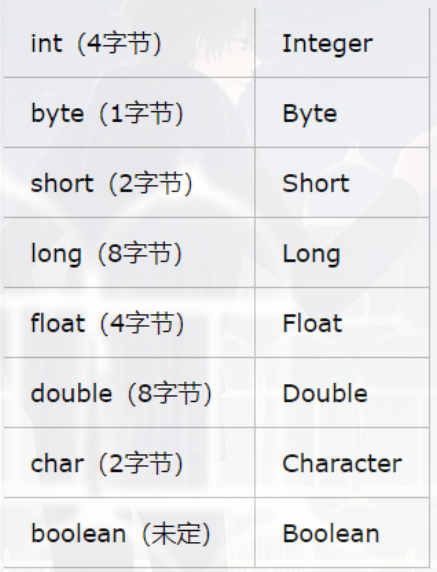 int（4字节） Integer
byte（1字节） Byte
short（2字节） Short
long（8字节） Long
float（4字节） Float
double（8字节） Double
char（2字节） Character
boolean（未定） Boolean